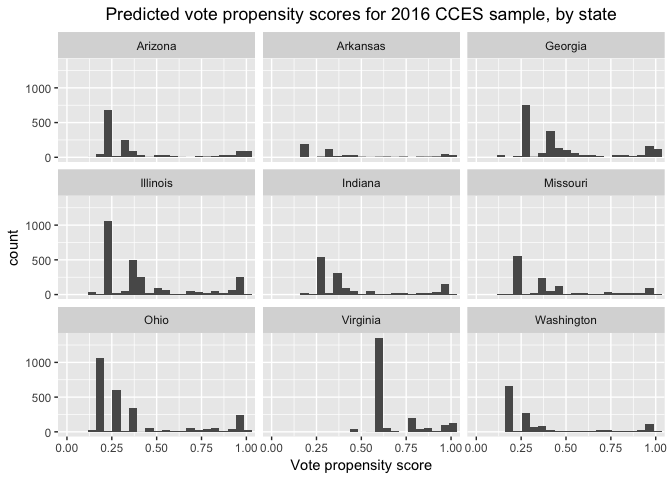 Predicted vote propensity scores for 2016 CCES sample, by state
Arizona Arkansas Georgia
1000
500
0
Illinois Indiana Missouri
1000
500
0
count
Ohio Virginia Washington
1000
500
0
0.00 0.25 0.50 0.75 1.00 0.00 0.25 0.50 0.75 1.00 0.00 0.25 0.50 0.75 1.00
Vote propensity score